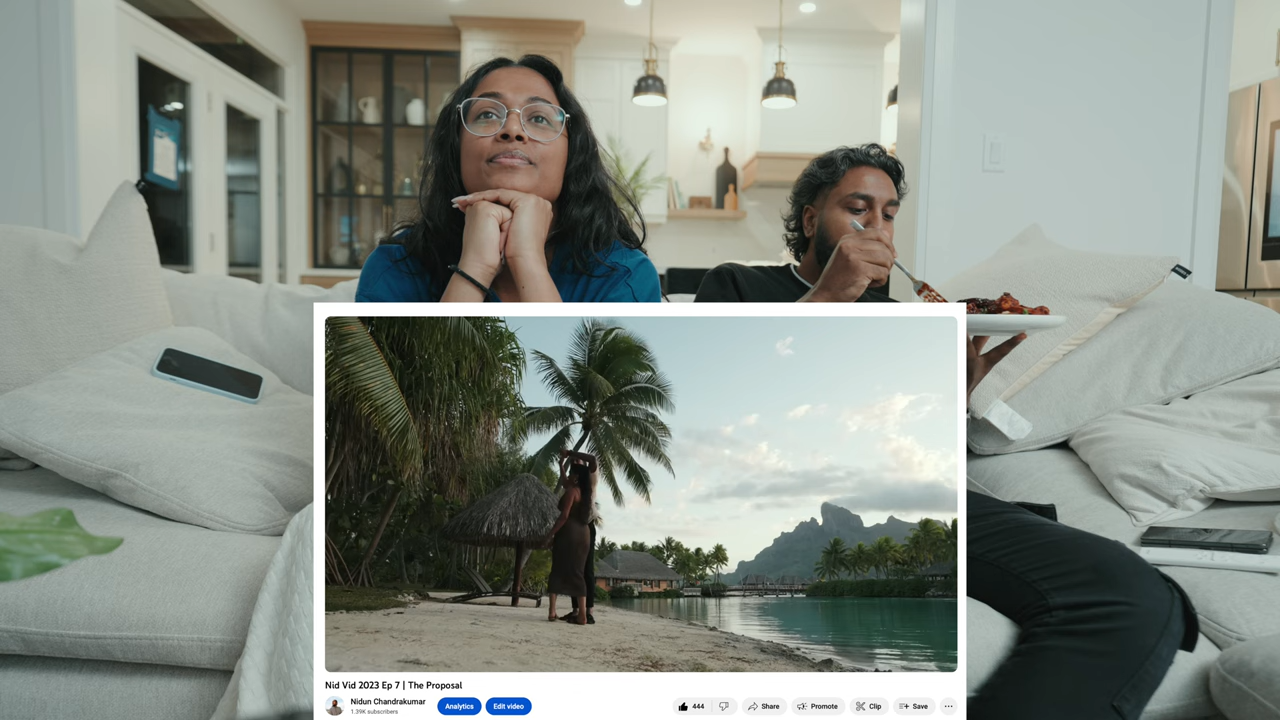 Nid Vid 2023 Ep 7 | The Proposal
Nidun Chandrakumar
1.39K subscribers
Analytics
Edit video
444
Share
Promote
Clip
Save